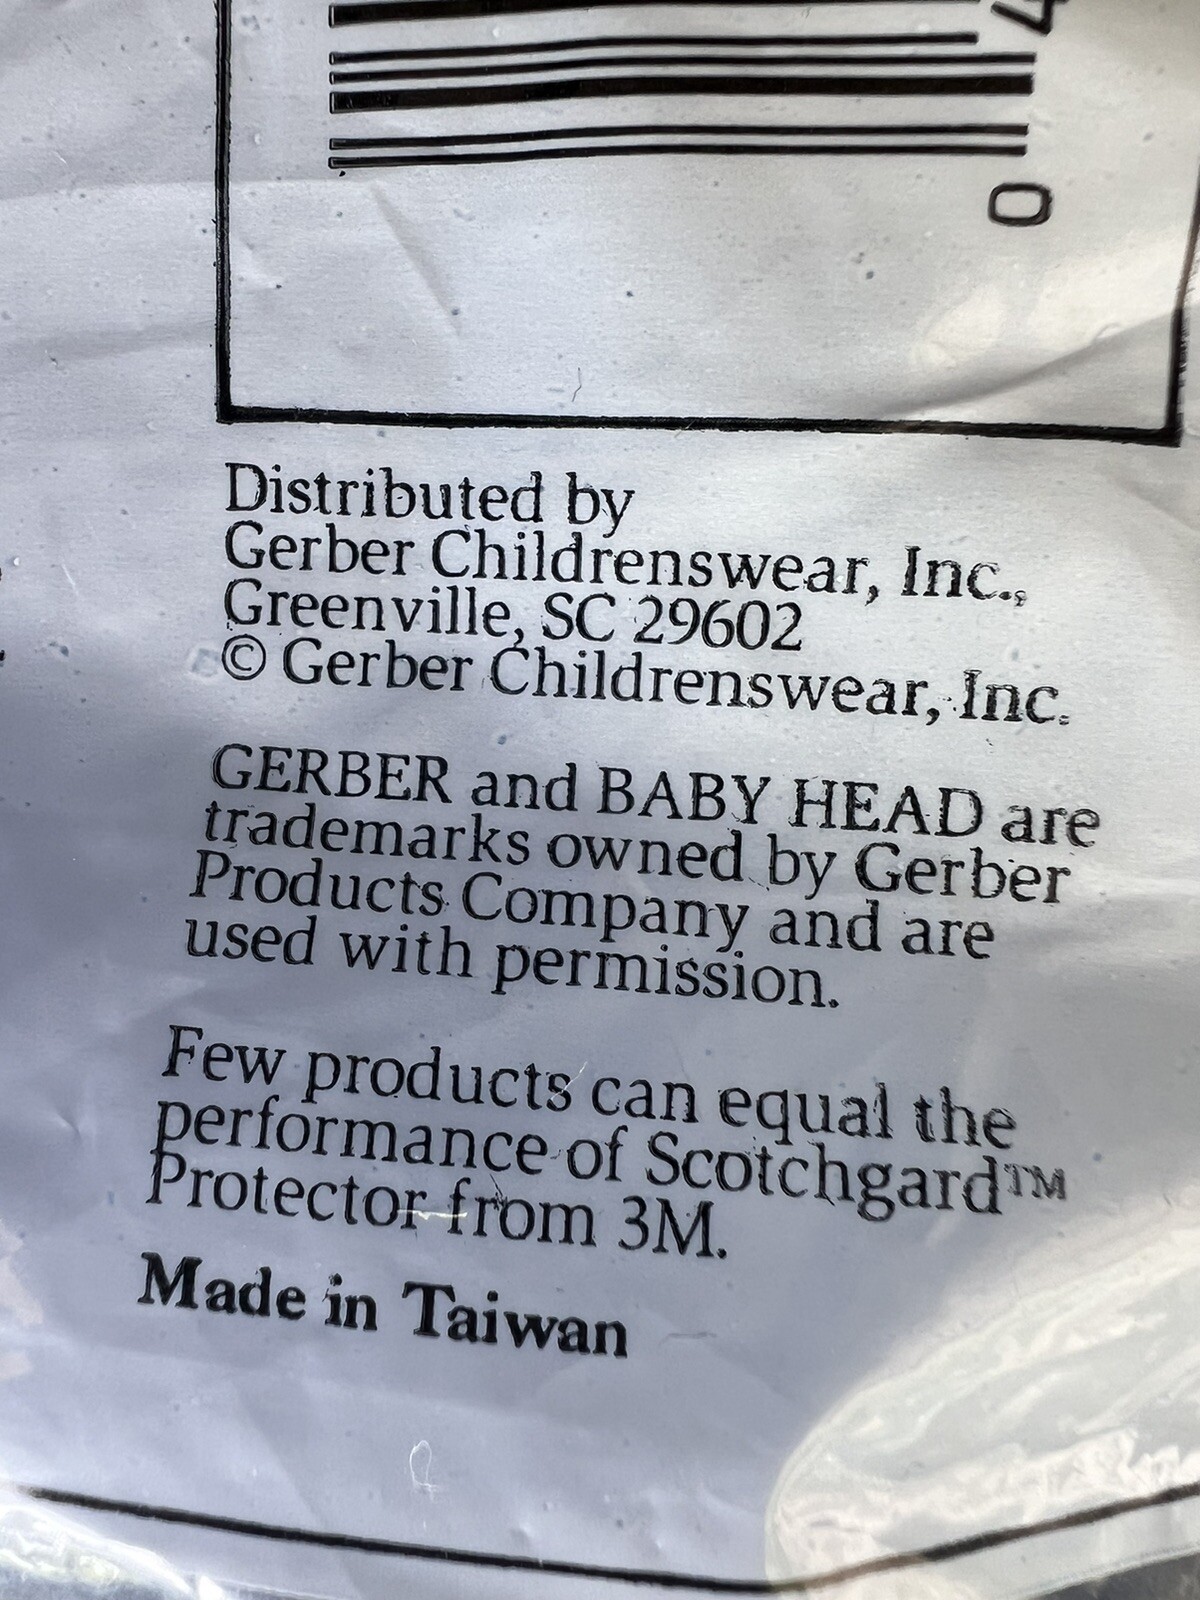 4
0
Distributed by
Gerber Childrenswear, Inc.,
Greenville, SC 29602
© Gerber Childrenswear, Inc.
GERBER and BABY HEAD are
trademarks owned by Gerber
Products Company and are
used with permission.
Few products can equal the
performance of Scotchgard™
Protector from 3M.
Made in Taiwan